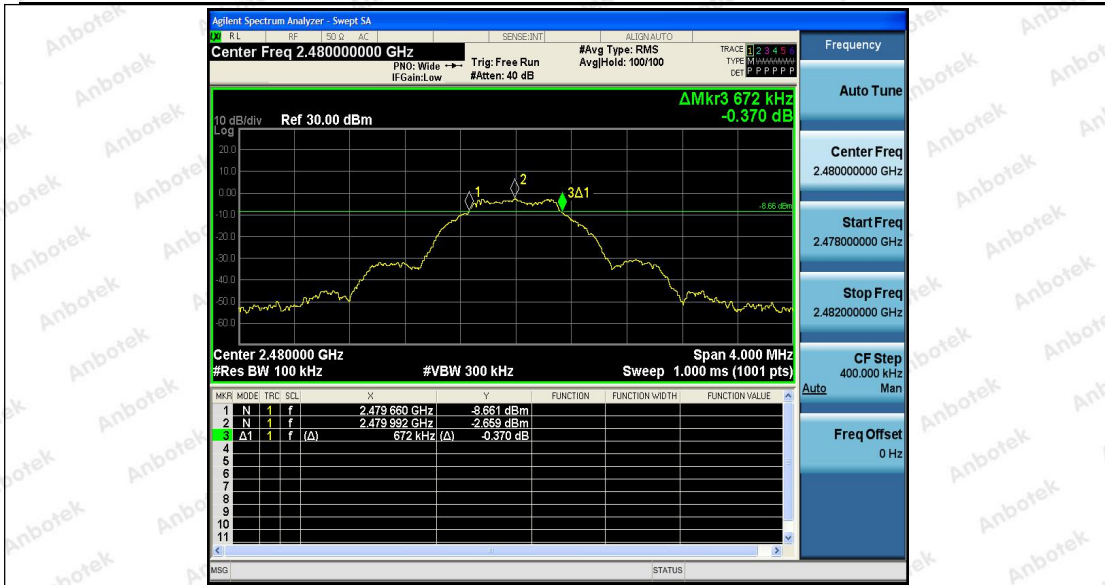 Agilent Spectrum Analyzer - Swept SA
RL RF 50 Ω AC SENSE:INT ALIGN AUTO
Center Freq 2.480000000 GHz
PNO: Wide
IFGain:Low
Trig: Free Run
#Atten: 40 dB
#Avg Type: RMS
Avg|Hold: 100/100
TRACE 1 2 3 4 5 6
TYPE M
DET P P P P P P
ΔMkr3 672 kHz
-0.370 dB
10 dB/div Ref 30.00 dBm
Log
20.0
10.0
0.00
-10.0
-20.0
-30.0
-40.0
-50.0
-60.0
1
2
3Δ1
-8.66 dBm
Center 2.480000 GHz Span 4.000 MHz
#Res BW 100 kHz #VBW 300 kHz Sweep 1.000 ms (1001 pts)
MKR MODE TRC SCL X Y FUNCTION FUNCTION WIDTH FUNCTION VALUE
1 N 1 f 2.479 660 GHz -8.661 dBm
2 N 1 f 2.479 992 GHz -2.659 dBm
3 Δ1 1 f (Δ) 672 kHz (Δ) -0.370 dB
4
5
6
7
8
9
10
11
MSG STATUS
Frequency
Auto Tune
Center Freq
2.480000000 GHz
Start Freq
2.478000000 GHz
Stop Freq
2.482000000 GHz
CF Step
400.000 kHz
Auto Man
Freq Offset
0 Hz
Anbotek